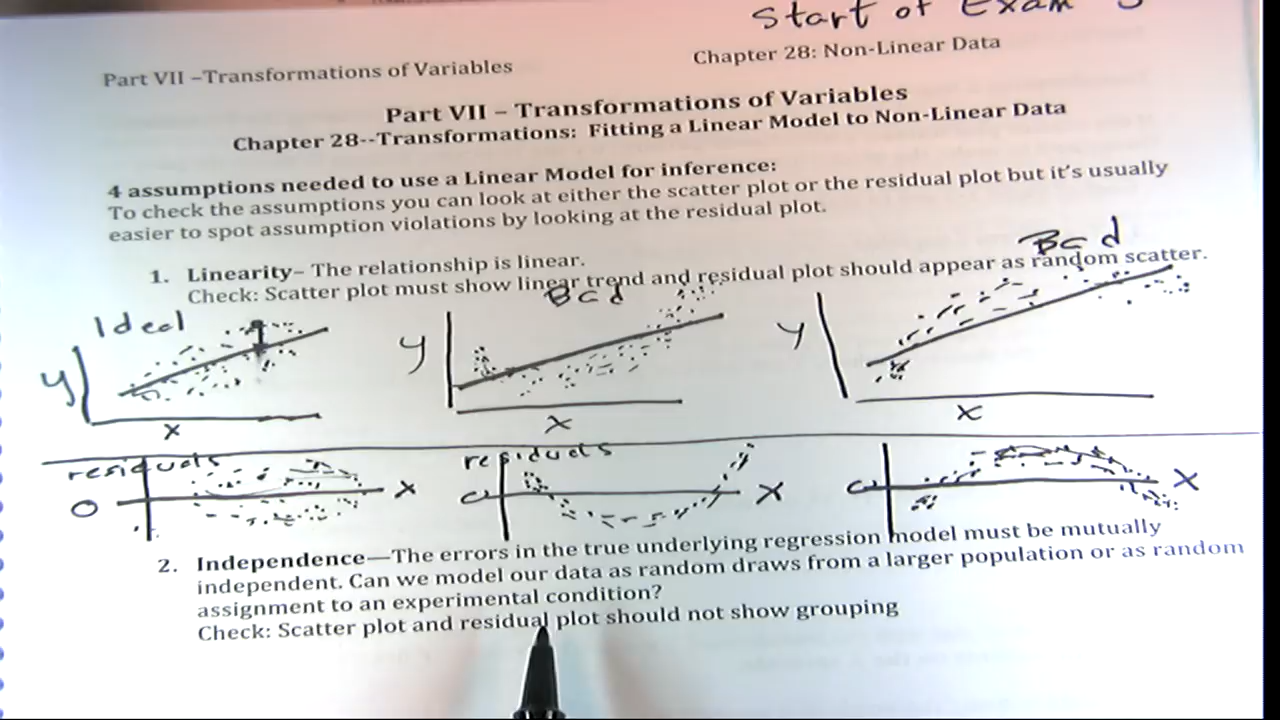 Start of Exam
Part VII –Transformations of Variables
Chapter 28: Non-Linear Data
Part VII – Transformations of Variables
Chapter 28--Transformations: Fitting a Linear Model to Non-Linear Data
4 assumptions needed to use a Linear Model for inference:
To check the assumptions you can look at either the scatter plot or the residual plot but it's usually
easier to spot assumption violations by looking at the residual plot.
1. Linearity– The relationship is linear.
Check: Scatter plot must show linear trend and residual plot should appear as random scatter.
Ideal
Bad
Bad
y
y
y
x
x
x
residuals
residuals
0
x
0
x
0
x
2. Independence—The errors in the true underlying regression model must be mutually
independent. Can we model our data as random draws from a larger population or as random
assignment to an experimental condition?
Check: Scatter plot and residual plot should not show grouping